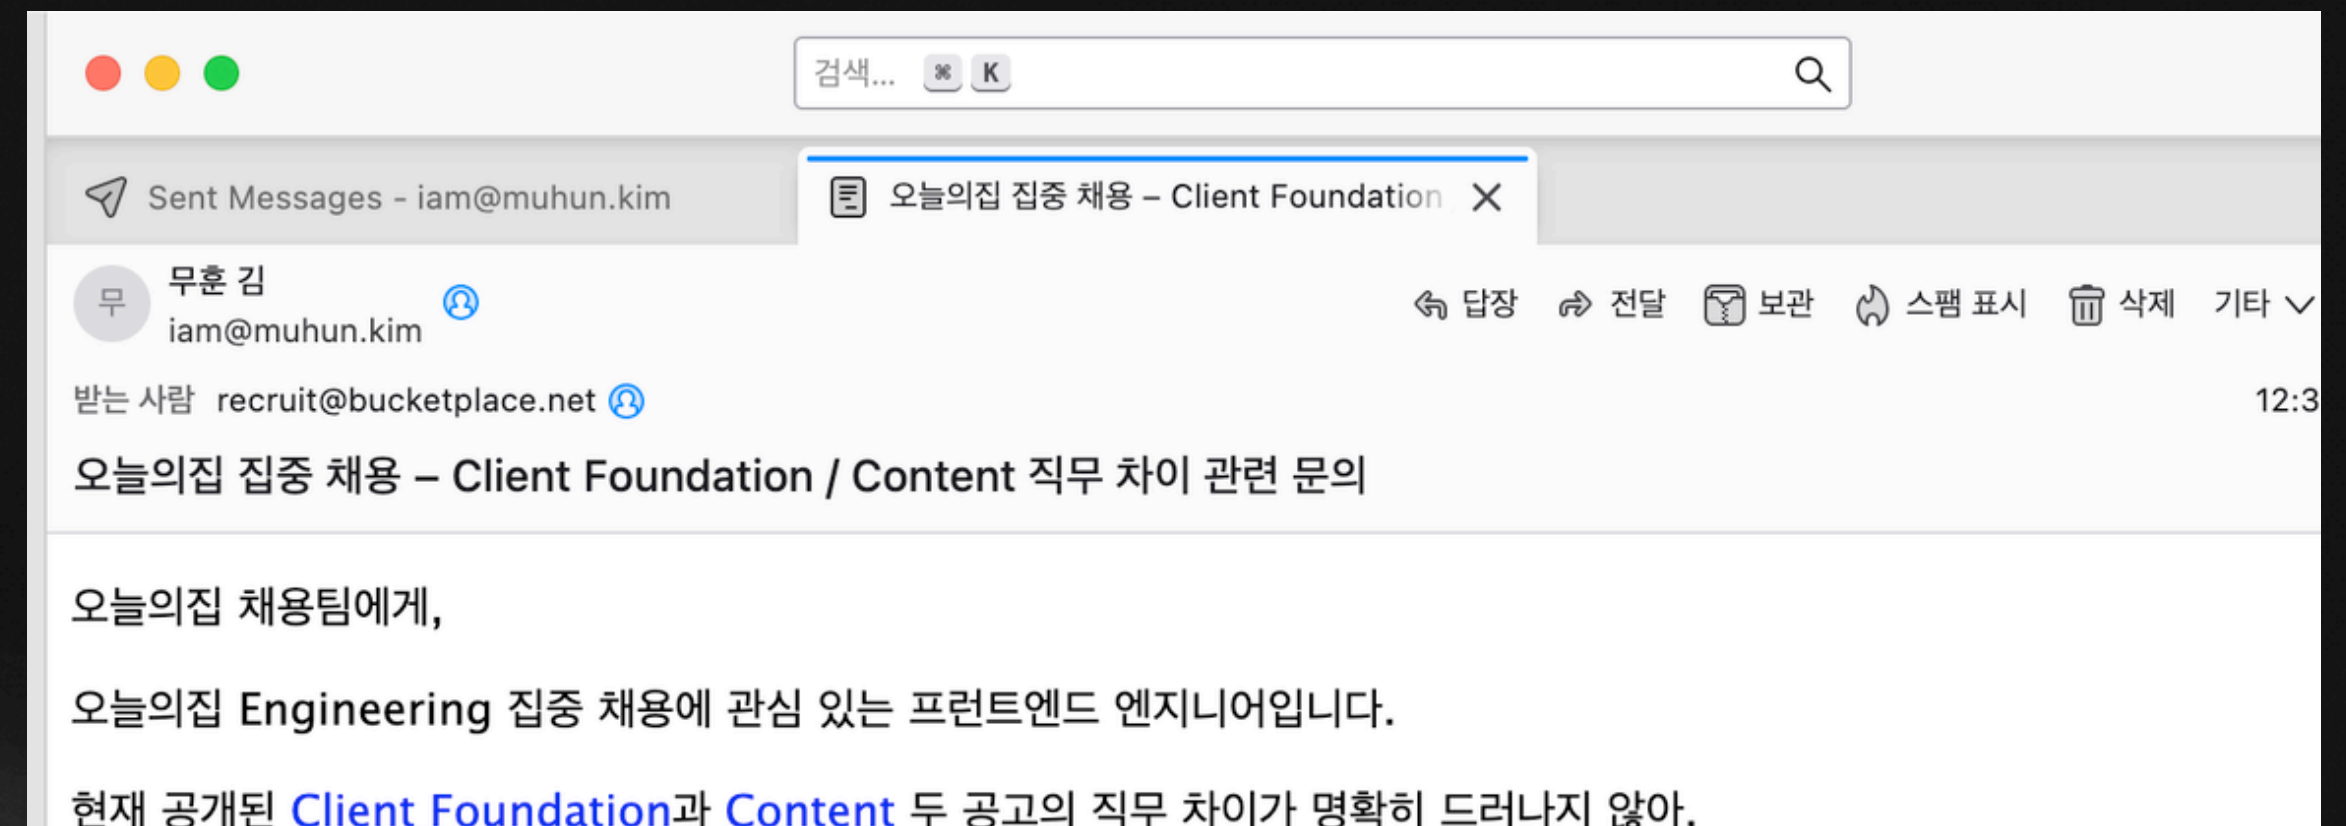 검색... ⌘ K
Sent Messages - iam@muhun.kim
오늘의집 집중 채용 – Client Foundation
무
무훈 김
iam@muhun.kim
답장 전달 보관 스팸 표시 삭제 기타
받는 사람 recruit@bucketplace.net
12:3
오늘의집 집중 채용 – Client Foundation / Content 직무 차이 관련 문의
오늘의집 채용팀에게,
오늘의집 Engineering 집중 채용에 관심 있는 프런트엔드 엔지니어입니다.
현재 공개된 Client Foundation과 Content 두 공고의 직무 차이가 명확히 드러나지 않아,